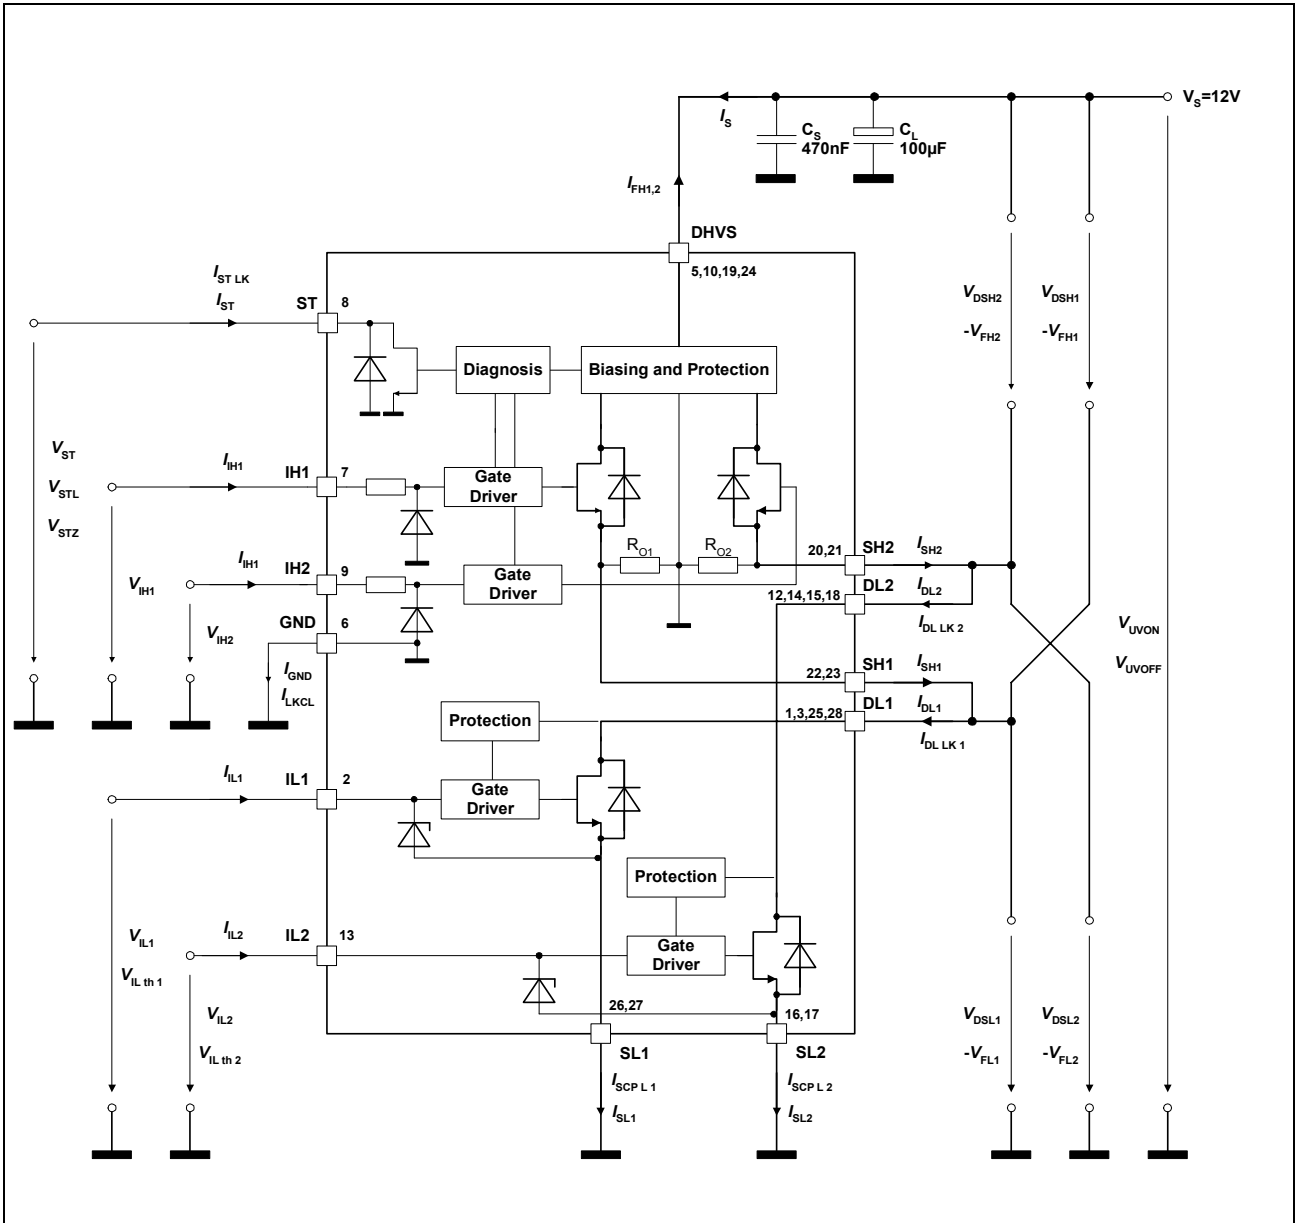 V_S=12V
I_S
C_S
470nF
C_L
100µF
I_FH1,2
DHVS
5,10,19,24
I_ST LK
I_ST
ST
8
V_DSH2
-V_FH2
V_DSH1
-V_FH1
Diagnosis
Biasing and Protection
V_ST
V_STL
V_STZ
I_IH1
IH1
7
Gate
Driver
R_O1
R_O2
20,21
SH2
I_SH2
I_IH1
IH2
9
Gate
Driver
V_IH1
V_IH2
12,14,15,18
DL2
I_DL2
I_DL LK 2
GND
6
I_GND
I_LKCL
V_UVON
V_UVOFF
22,23
SH1
I_SH1
1,3,25,28
DL1
I_DL1
I_DL LK 1
Protection
I_IL1
IL1
2
Gate
Driver
Protection
V_IL1
V_IL th 1
I_IL2
IL2
13
Gate
Driver
V_IL2
V_IL th 2
26,27
16,17
V_DSL1
-V_FL1
V_DSL2
-V_FL2
SL1
SL2
I_SCP L 1
I_SL1
I_SCP L 2
I_SL2